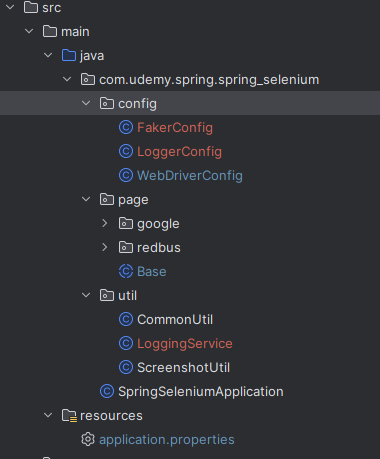 src
main
java
com.udemy.spring.spring_selenium
config
FakerConfig
LoggerConfig
WebDriverConfig
page
google
redbus
Base
util
CommonUtil
LoggingService
ScreenshotUtil
SpringSeleniumApplication
resources
application.properties